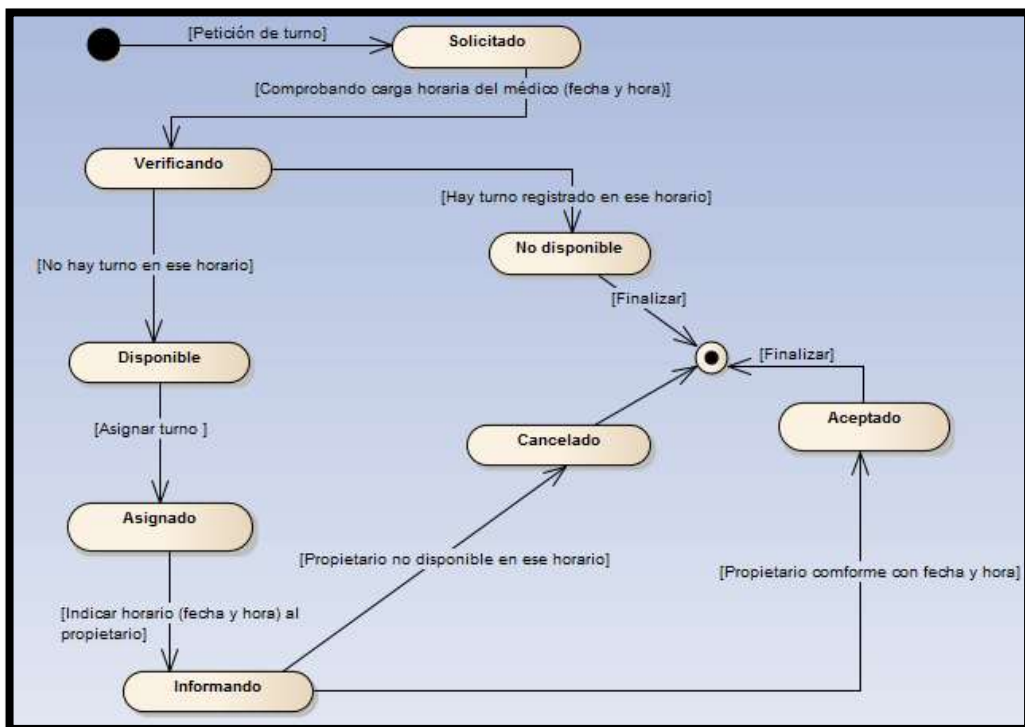 [Petición de turno]
Solicitado
[Comprobando carga horaria del médico (fecha y hora)]
Verificando
[Hay turno registrado en ese horario]
No disponible
[No hay turno en ese horario]
[Finalizar]
Disponible
[Finalizar]
[Asignar turno ]
Cancelado
Aceptado
Asignado
[Propietario no disponible en ese horario]
[Propietario comforme con fecha y hora]
[Indicar horario (fecha y hora) al
propietario]
Informando